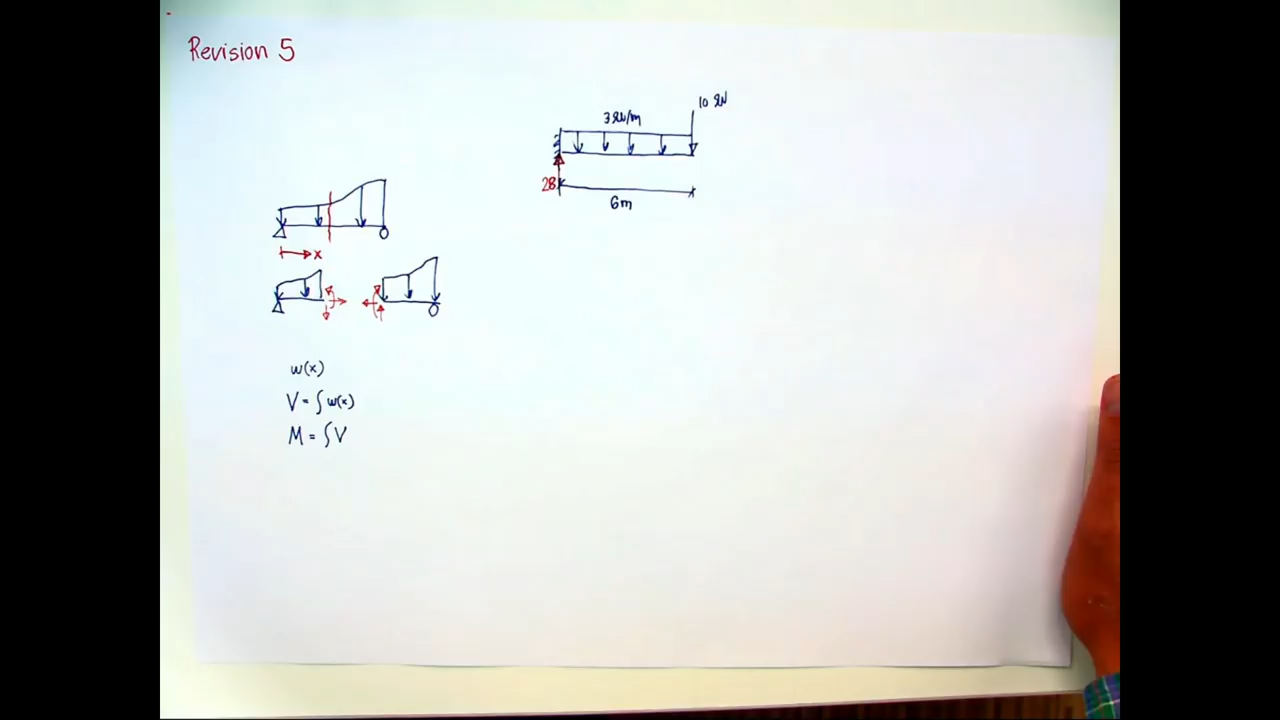 Revision 5
10 kN
3 kN/m
28
6m
x
w(x)
V = ∫ w(x)
M = ∫ V